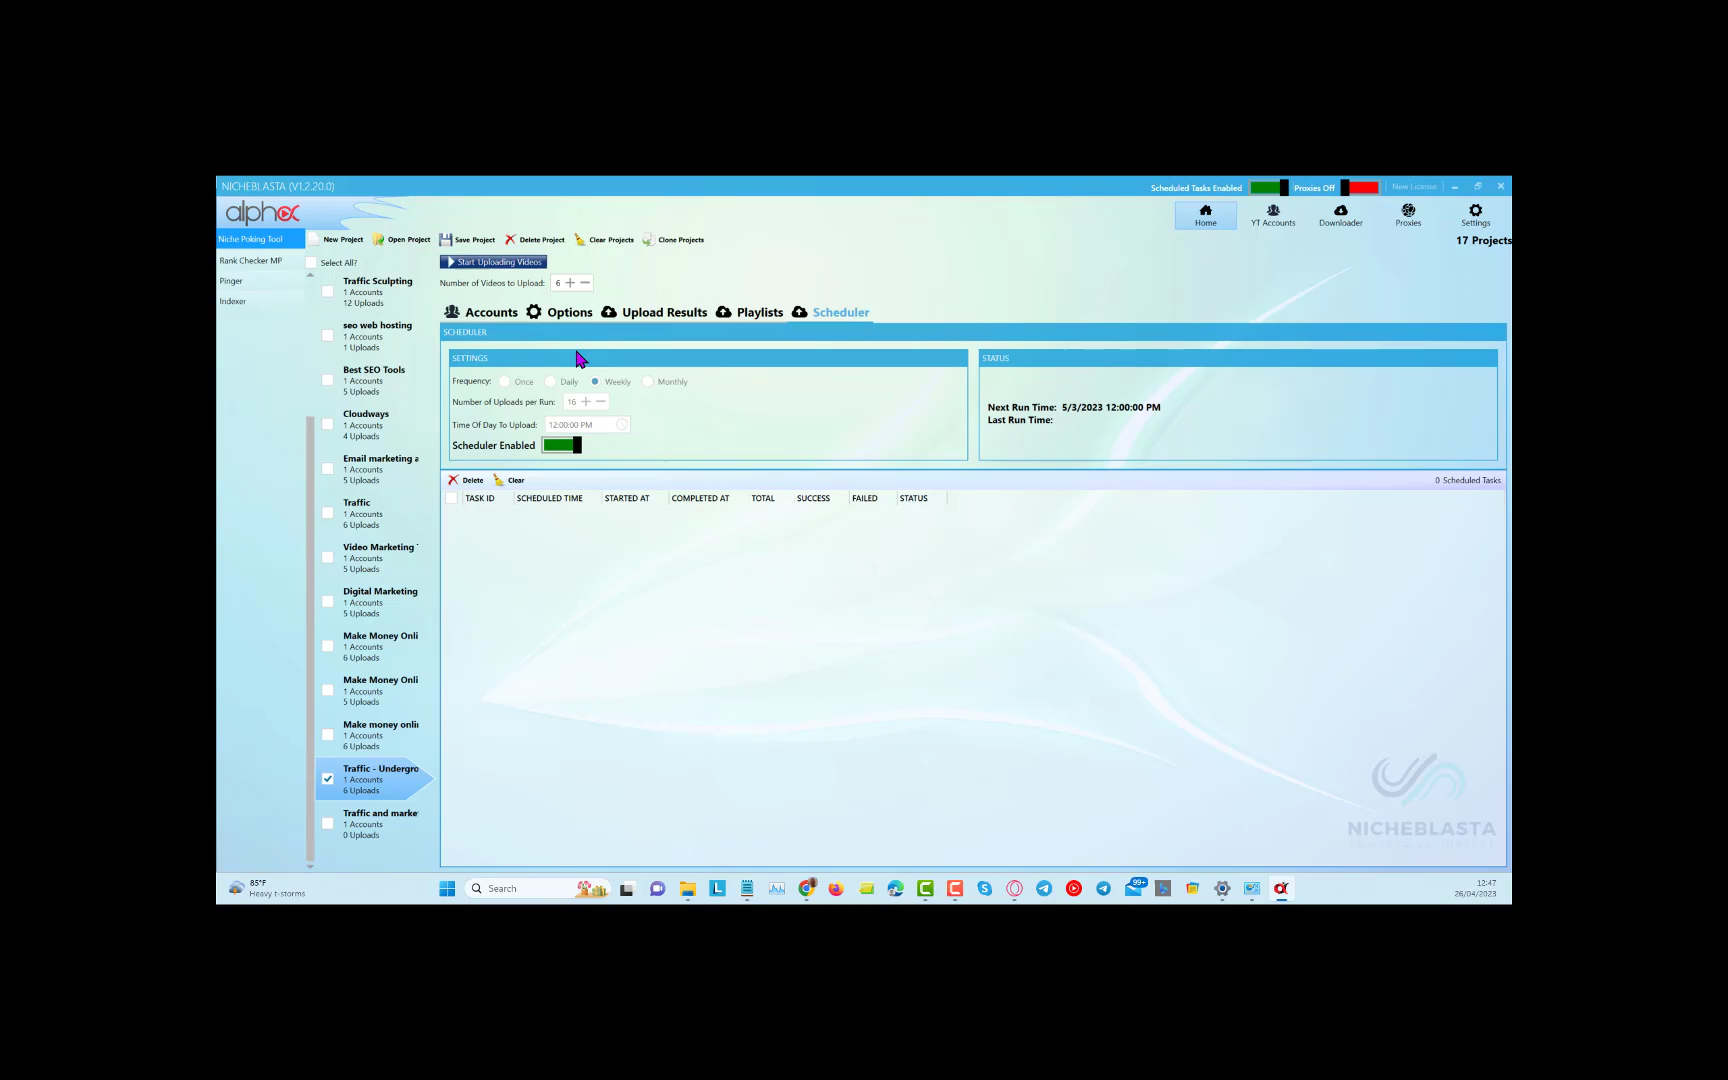 NICHEBLASTA (V1.2.20.0)
Scheduled Tasks Enabled
Proxies Off
New License
Home
YT Accounts
Downloader
Proxies
Settings
17 Projects
Niche Poking Tool
Rank Checker MP
Pinger
Indexer
New Project
Open Project
Save Project
Delete Project
Clear Projects
Clone Projects
Select All?
Start Uploading Videos
Number of Videos to Upload: 6
Traffic Sculpting
1 Accounts
12 Uploads
seo web hosting
1 Accounts
1 Uploads
Best SEO Tools
1 Accounts
5 Uploads
Cloudways
1 Accounts
4 Uploads
Email marketing a
1 Accounts
5 Uploads
Traffic
1 Accounts
6 Uploads
Video Marketing
1 Accounts
5 Uploads
Digital Marketing
1 Accounts
5 Uploads
Make Money Onli
1 Accounts
6 Uploads
Make Money Onli
1 Accounts
5 Uploads
Make money onli
1 Accounts
6 Uploads
Traffic - Undergro
1 Accounts
6 Uploads
Traffic and marke
1 Accounts
0 Uploads
Accounts
Options
Upload Results
Playlists
Scheduler
SCHEDULER
SETTINGS
Frequency: Once Daily Weekly Monthly
Number of Uploads per Run: 16
Time Of Day To Upload: 12:00:00 PM
Scheduler Enabled
STATUS
Next Run Time: 5/3/2023 12:00:00 PM
Last Run Time:
Delete
Clear
0 Scheduled Tasks
TASK ID
SCHEDULED TIME
STARTED AT
COMPLETED AT
TOTAL
SUCCESS
FAILED
STATUS
NICHEBLASTA
85°F
Heavy t-storms
Search
99+
12:47
26/04/2023